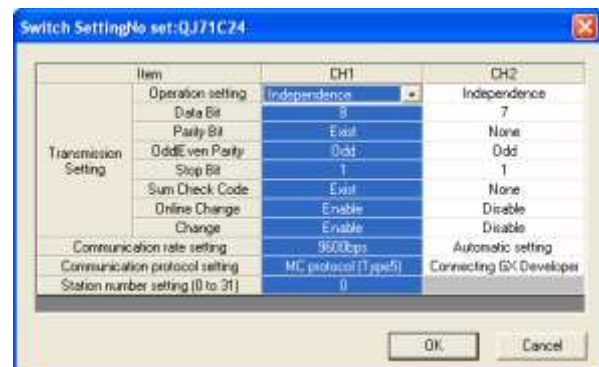 Switch SettingNo set:QJ71C24
Item CH1 CH2
Operation setting Independence Independence
Data Bit 8 7
Parity Bit Exist None
Transmission Setting
Odd/Even Parity Odd Odd
Stop Bit 1 1
Sum Check Code Exist None
Online Change Enable Disable
Change Enable Disable
Communication rate setting 9600bps Automatic setting
Communication protocol setting MC protocol (Type5) Connecting GX Developer
Station number setting (0 to 31) 0
OK Cancel